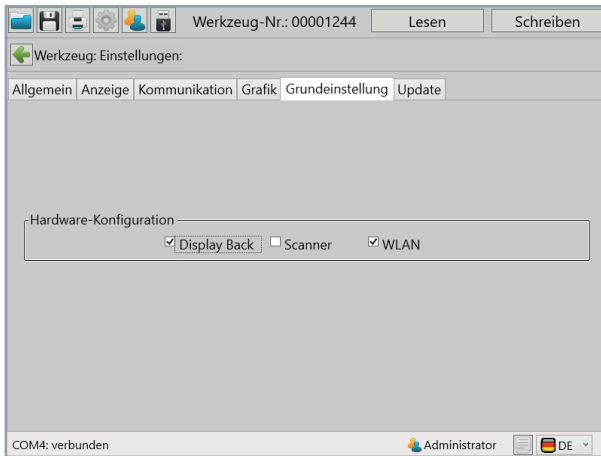 Werkzeug-Nr.: 00001244 Lesen Schreiben
Werkzeug: Einstellungen:
Allgemein Anzeige Kommunikation Grafik Grundeinstellung Update
Hardware-Konfiguration
Display Back Scanner WLAN
COM4: verbunden Administrator DE